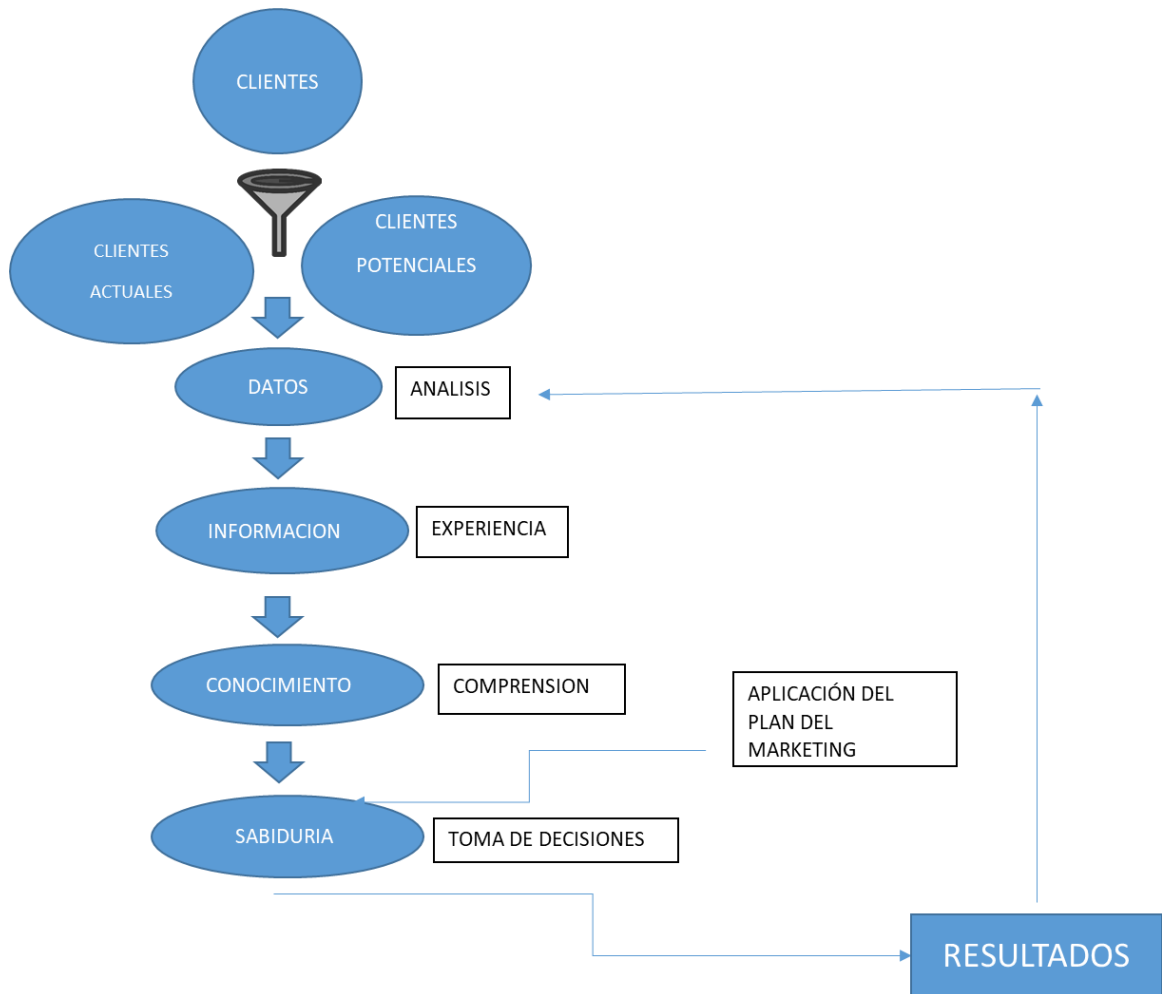 CLIENTES
CLIENTES
ACTUALES
CLIENTES
POTENCIALES
DATOS
ANALISIS
INFORMACION
EXPERIENCIA
CONOCIMIENTO
COMPRENSION
APLICACIÓN DEL
PLAN DEL
MARKETING
SABIDURIA
TOMA DE DECISIONES
RESULTADOS